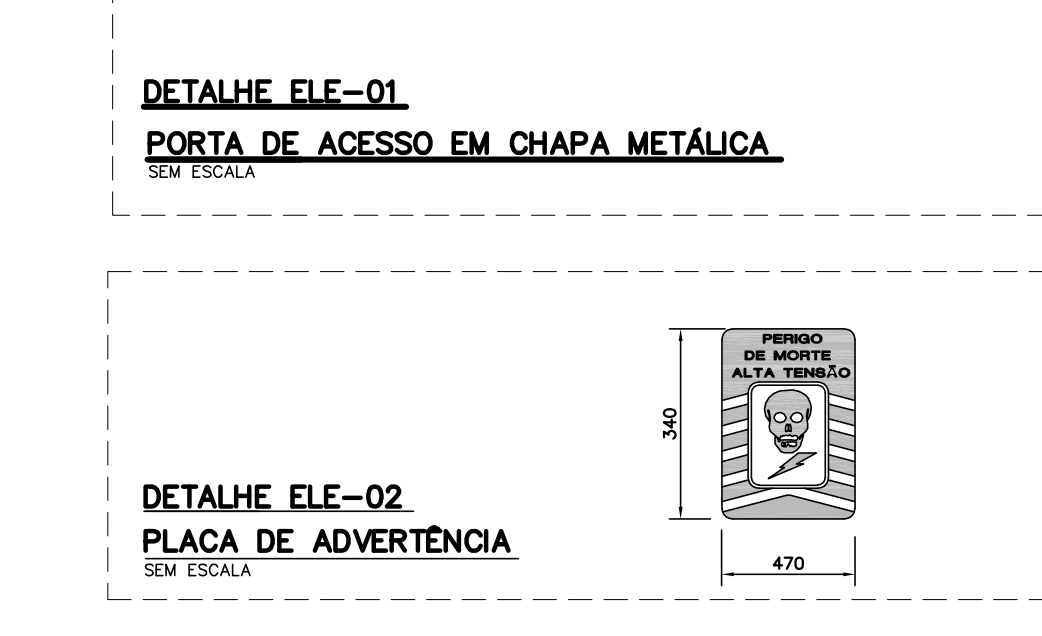 DETALHE ELE-01
PORTA DE ACESSO EM CHAPA METÁLICA
SEM ESCALA
PERIGO
DE MORTE
ALTA TENSÃO
340
DETALHE ELE-02
PLACA DE ADVERTÊNCIA
SEM ESCALA
470